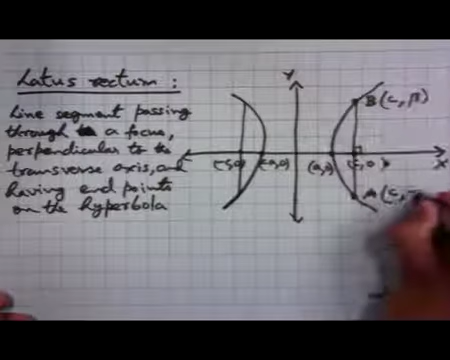 Latus rectum :
Line segment passing
through a focus,
perpendicular to the
transverse axis, and
having end points
on the hyperbola
Y
B (c, β)
(-c,0)
(-a,0)
(a,0)
(c,0)
X
A (c,